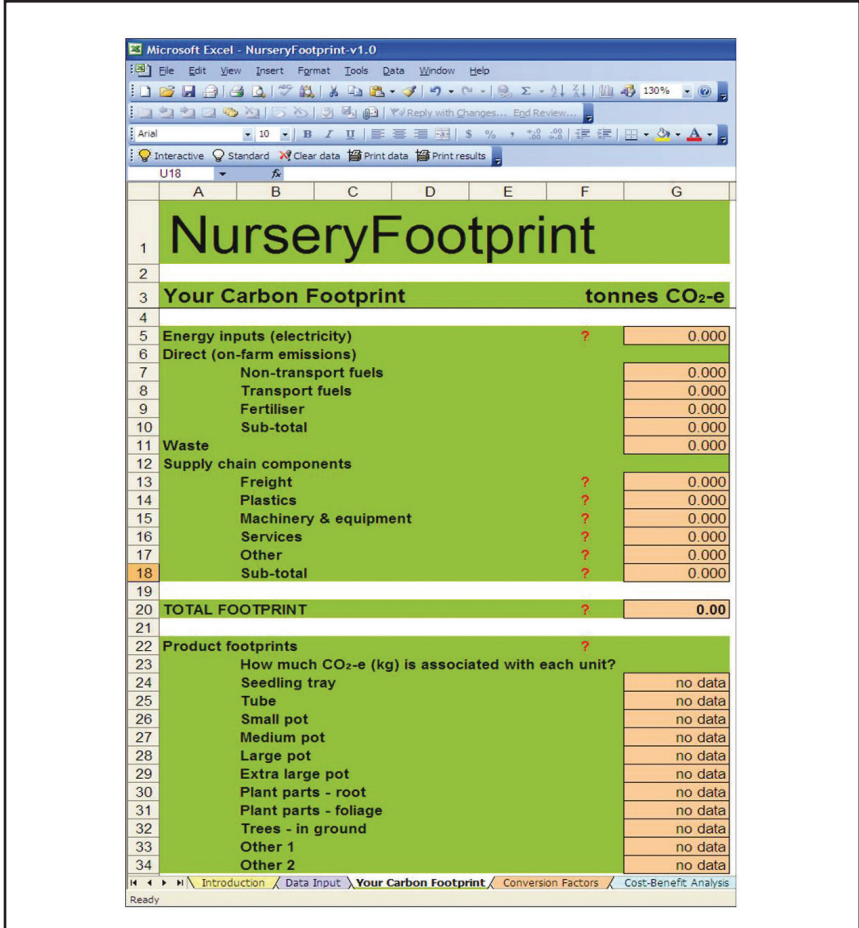 Microsoft Excel - NurseryFootprint-v1.0
File Edit View Insert Format Tools Data Window Help
130%
Reply with Changes... End Review...
Arial 10 B I U $ % ,
Interactive Standard Clear data Print data Print results
U18 fx
A B C D E F G
1 NurseryFootprint
2
3 Your Carbon Footprint tonnes CO₂-e
4
5 Energy inputs (electricity) ? 0.000
6 Direct (on-farm emissions)
7 Non-transport fuels 0.000
8 Transport fuels 0.000
9 Fertiliser 0.000
10 Sub-total 0.000
11 Waste 0.000
12 Supply chain components
13 Freight ? 0.000
14 Plastics ? 0.000
15 Machinery & equipment ? 0.000
16 Services ? 0.000
17 Other ? 0.000
18 Sub-total ? 0.000
19
20 TOTAL FOOTPRINT ? 0.00
21
22 Product footprints ?
23 How much CO₂-e (kg) is associated with each unit?
24 Seedling tray no data
25 Tube no data
26 Small pot no data
27 Medium pot no data
28 Large pot no data
29 Extra large pot no data
30 Plant parts - root no data
31 Plant parts - foliage no data
32 Trees - in ground no data
33 Other 1 no data
34 Other 2 no data
Introduction Data Input Your Carbon Footprint Conversion Factors Cost-Benefit Analysis
Ready